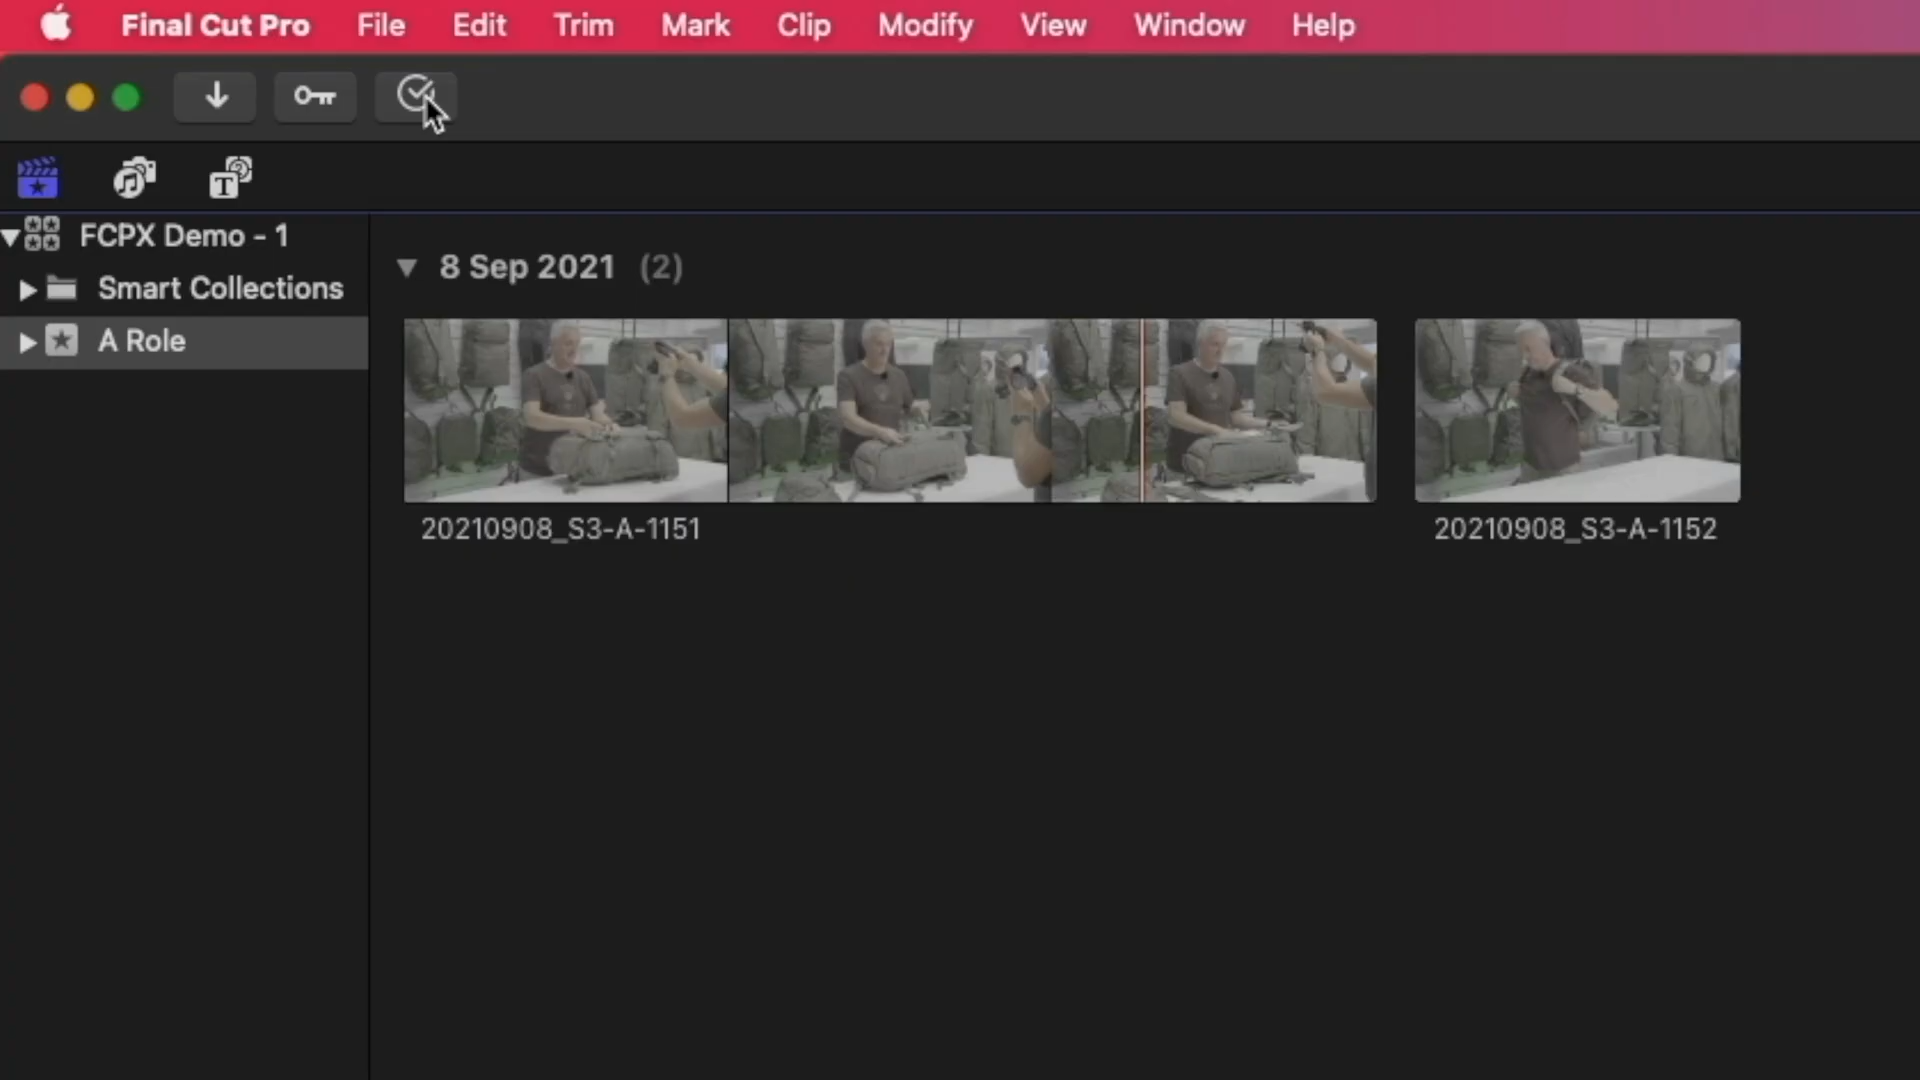 Final Cut Pro File Edit Trim Mark Clip Modify View Window Help
FCPX Demo - 1
Smart Collections
A Role
8 Sep 2021 (2)
20210908_S3-A-1151
20210908_S3-A-1152